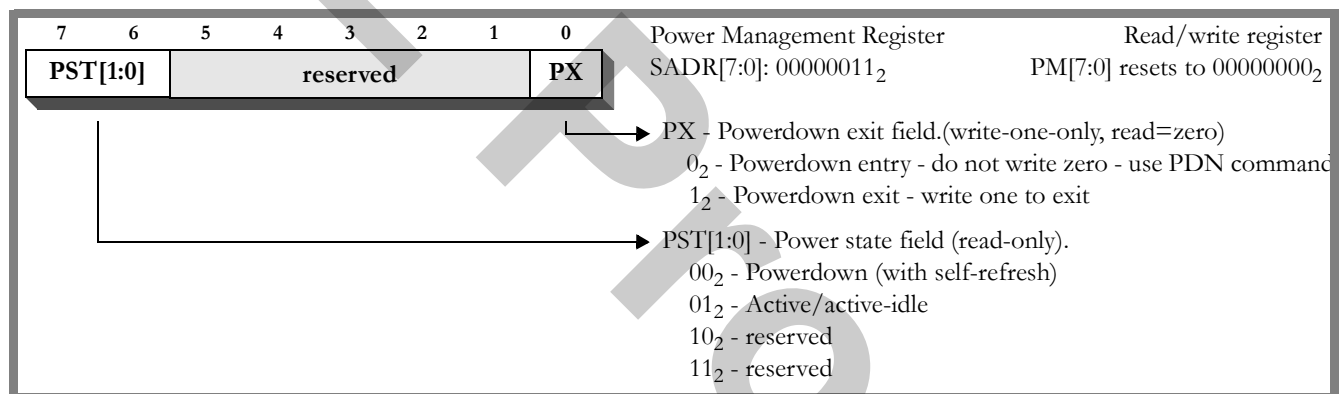 7 6 5 4 3 2 1 0
PST[1:0] reserved PX
Power Management Register Read/write register
SADR[7:0]: 00000011₂ PM[7:0] resets to 00000000₂
PX - Powerdown exit field.(write-one-only, read=zero)
0₂ - Powerdown entry - do not write zero - use PDN command
1₂ - Powerdown exit - write one to exit
PST[1:0] - Power state field (read-only).
00₂ - Powerdown (with self-refresh)
01₂ - Active/active-idle
10₂ - reserved
11₂ - reserved